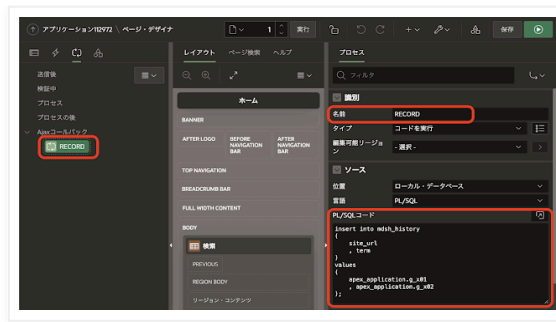 アプリケーション112972 \ ページ・デザイナ
1
実行
保存
送信後
検証中
プロセス
プロセスの後
Ajaxコールバック
RECORD
レイアウト
ページ検索
ヘルプ
ホーム
BANNER
AFTER LOGO
BEFORE NAVIGATION BAR
AFTER NAVIGATION BAR
TOP NAVIGATION
BREADCRUMB BAR
FULL WIDTH CONTENT
BODY
検索
PREVIOUS
REGION BODY
リージョン・コンテンツ
プロセス
フィルタ
識別
名前
RECORD
タイプ
コードを実行
編集可能リージョン
- 選択 -
ソース
位置
ローカル・データベース
言語
PL/SQL
PL/SQLコード
insert into mdsh_history
(
site_url
, term
)
values
(
apex_application.g_x01
, apex_application.g_x02
);